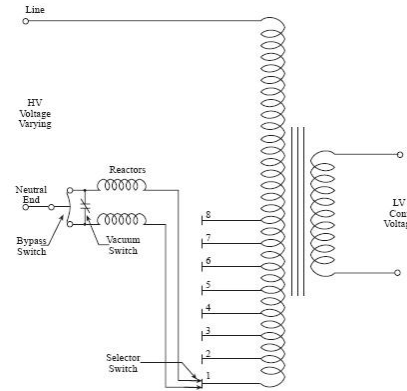 Line
HV
Voltage
Varying
Reactors
Neutral
End
Bypass
Switch
Vacuum
Switch
8
7
6
5
4
3
2
1
Selector
Switch
LV